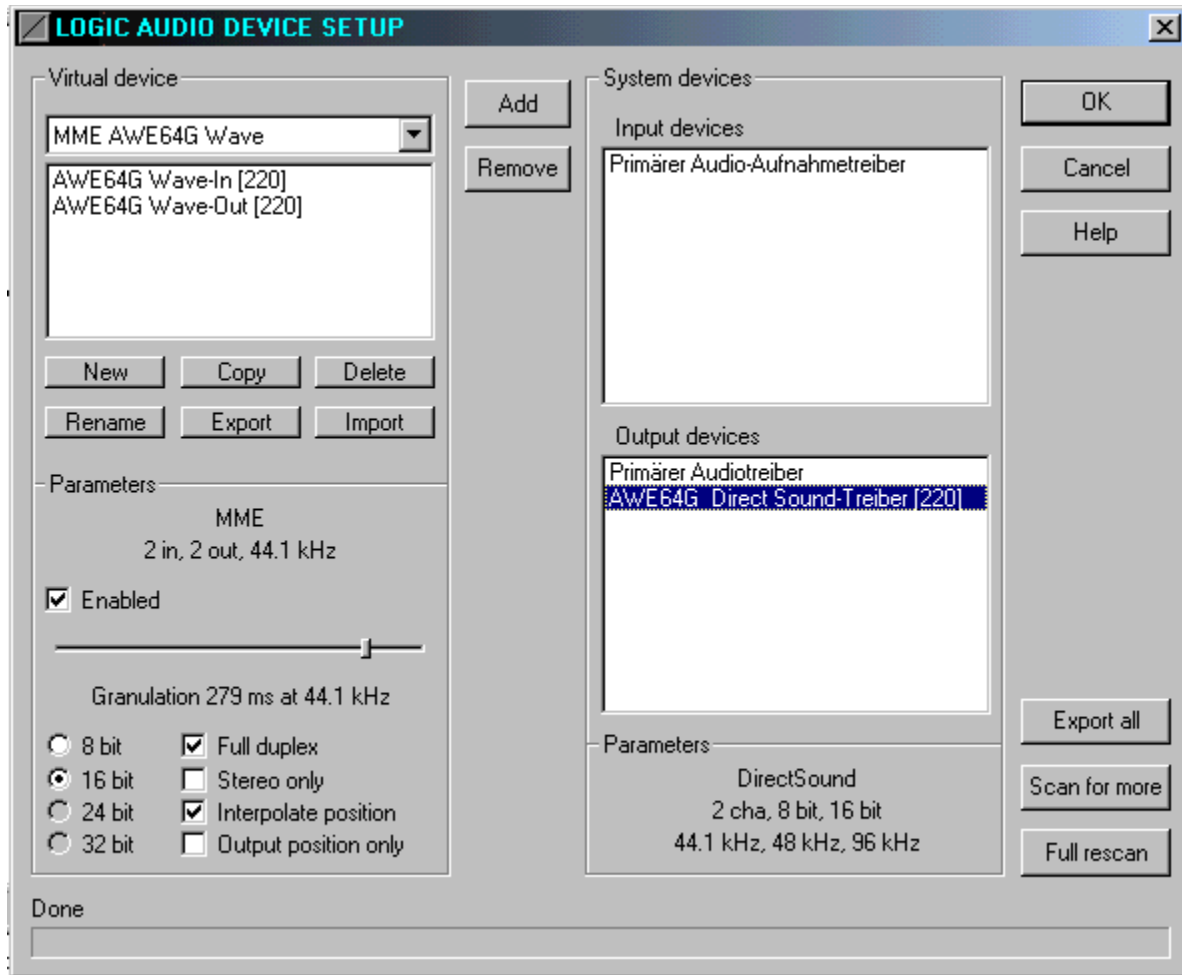 LOGIC AUDIO DEVICE SETUP
Virtual device
MME AWE64G Wave
AWE64G Wave-In [220]
AWE64G Wave-Out [220]
New Copy Delete
Rename Export Import
Parameters
MME
2 in, 2 out, 44.1 kHz
Enabled
Granulation 279 ms at 44.1 kHz
8 bit Full duplex
16 bit Stereo only
24 bit Interpolate position
32 bit Output position only
Add
Remove
System devices
Input devices
Primärer Audio-Aufnahmetreiber
Output devices
Primärer Audiotreiber
AWE64G Direct Sound-Treiber [220]
Parameters
DirectSound
2 cha, 8 bit, 16 bit
44.1 kHz, 48 kHz, 96 kHz
OK
Cancel
Help
Export all
Scan for more
Full rescan
Done